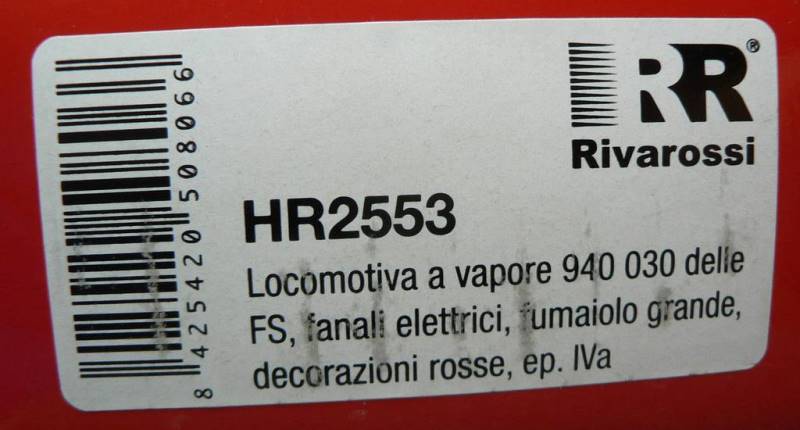 RR®
Rivarossi
HR2553
Locomotiva a vapore 940 030 delle
FS, fanali elettrici, fumaiolo grande,
decorazioni rosse, ep. IVa
8 425420 508066